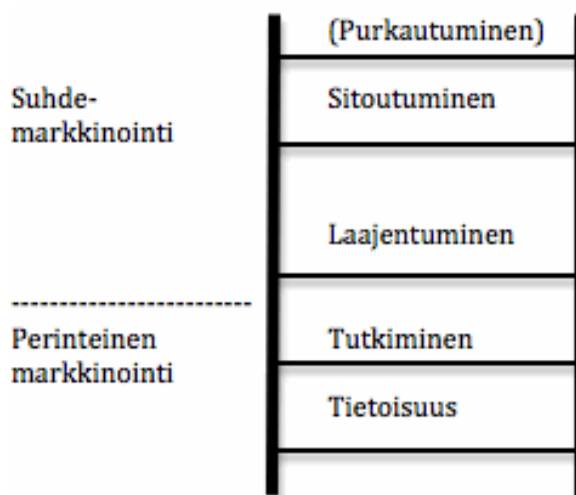 (Purkautuminen)
Suhde-
markkinointi
Sitoutuminen
Laajentuminen
Perinteinen
markkinointi
Tutkiminen
Tietoisuus